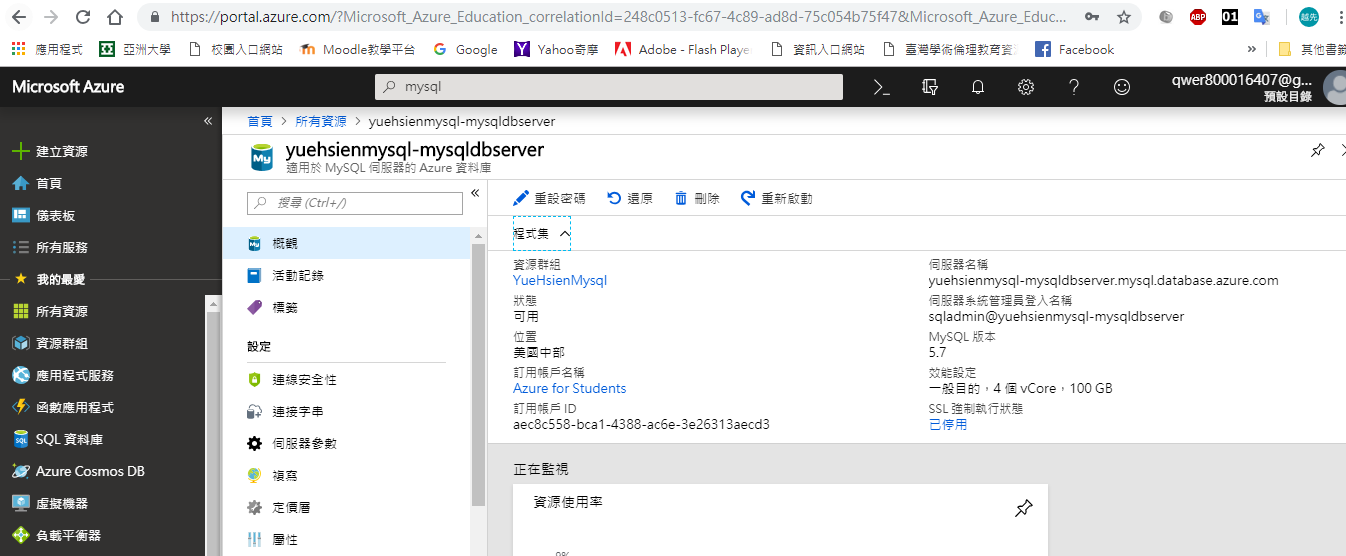 https://portal.azure.com/?Microsoft_Azure_Education_correlationId=248c0513-fc67-4c89-ad8d-75c054b75f47&Microsoft_Azure_Educ...
ABP 01 越先
應用程式 亞洲大學 校園入口網站 Moodle教學平台 Google Yahoo奇摩 Adobe - Flash Playe 資訊入口網站 臺灣學術倫理教育資 Facebook » 其他書籤
Microsoft Azure
mysql
qwer800016407@g...
預設目錄
建立資源
首頁
儀表板
所有服務
我的最愛
所有資源
資源群組
應用程式服務
函數應用程式
SQL 資料庫
Azure Cosmos DB
虛擬機器
負載平衡器
首頁 > 所有資源 > yuehsienmysql-mysqldbserver
yuehsienmysql-mysqldbserver
適用於 MySQL 伺服器的 Azure 資料庫
搜尋 (Ctrl+/)
概觀
活動記錄
標籤
設定
連線安全性
連接字串
伺服器參數
複寫
定價層
屬性
重設密碼 還原 刪除 重新啟動
程式集
資源群組
YueHsienMysql
狀態
可用
位置
美國中部
訂用帳戶名稱
Azure for Students
訂用帳戶 ID
aec8c558-bca1-4388-ac6e-3e26313aecd3
伺服器名稱
yuehsienmysql-mysqldbserver.mysql.database.azure.com
伺服器系統管理員登入名稱
sqladmin@yuehsienmysql-mysqldbserver
MySQL 版本
5.7
效能設定
一般目的，4 個 vCore，100 GB
SSL 強制執行狀態
已停用
正在監視
資源使用率